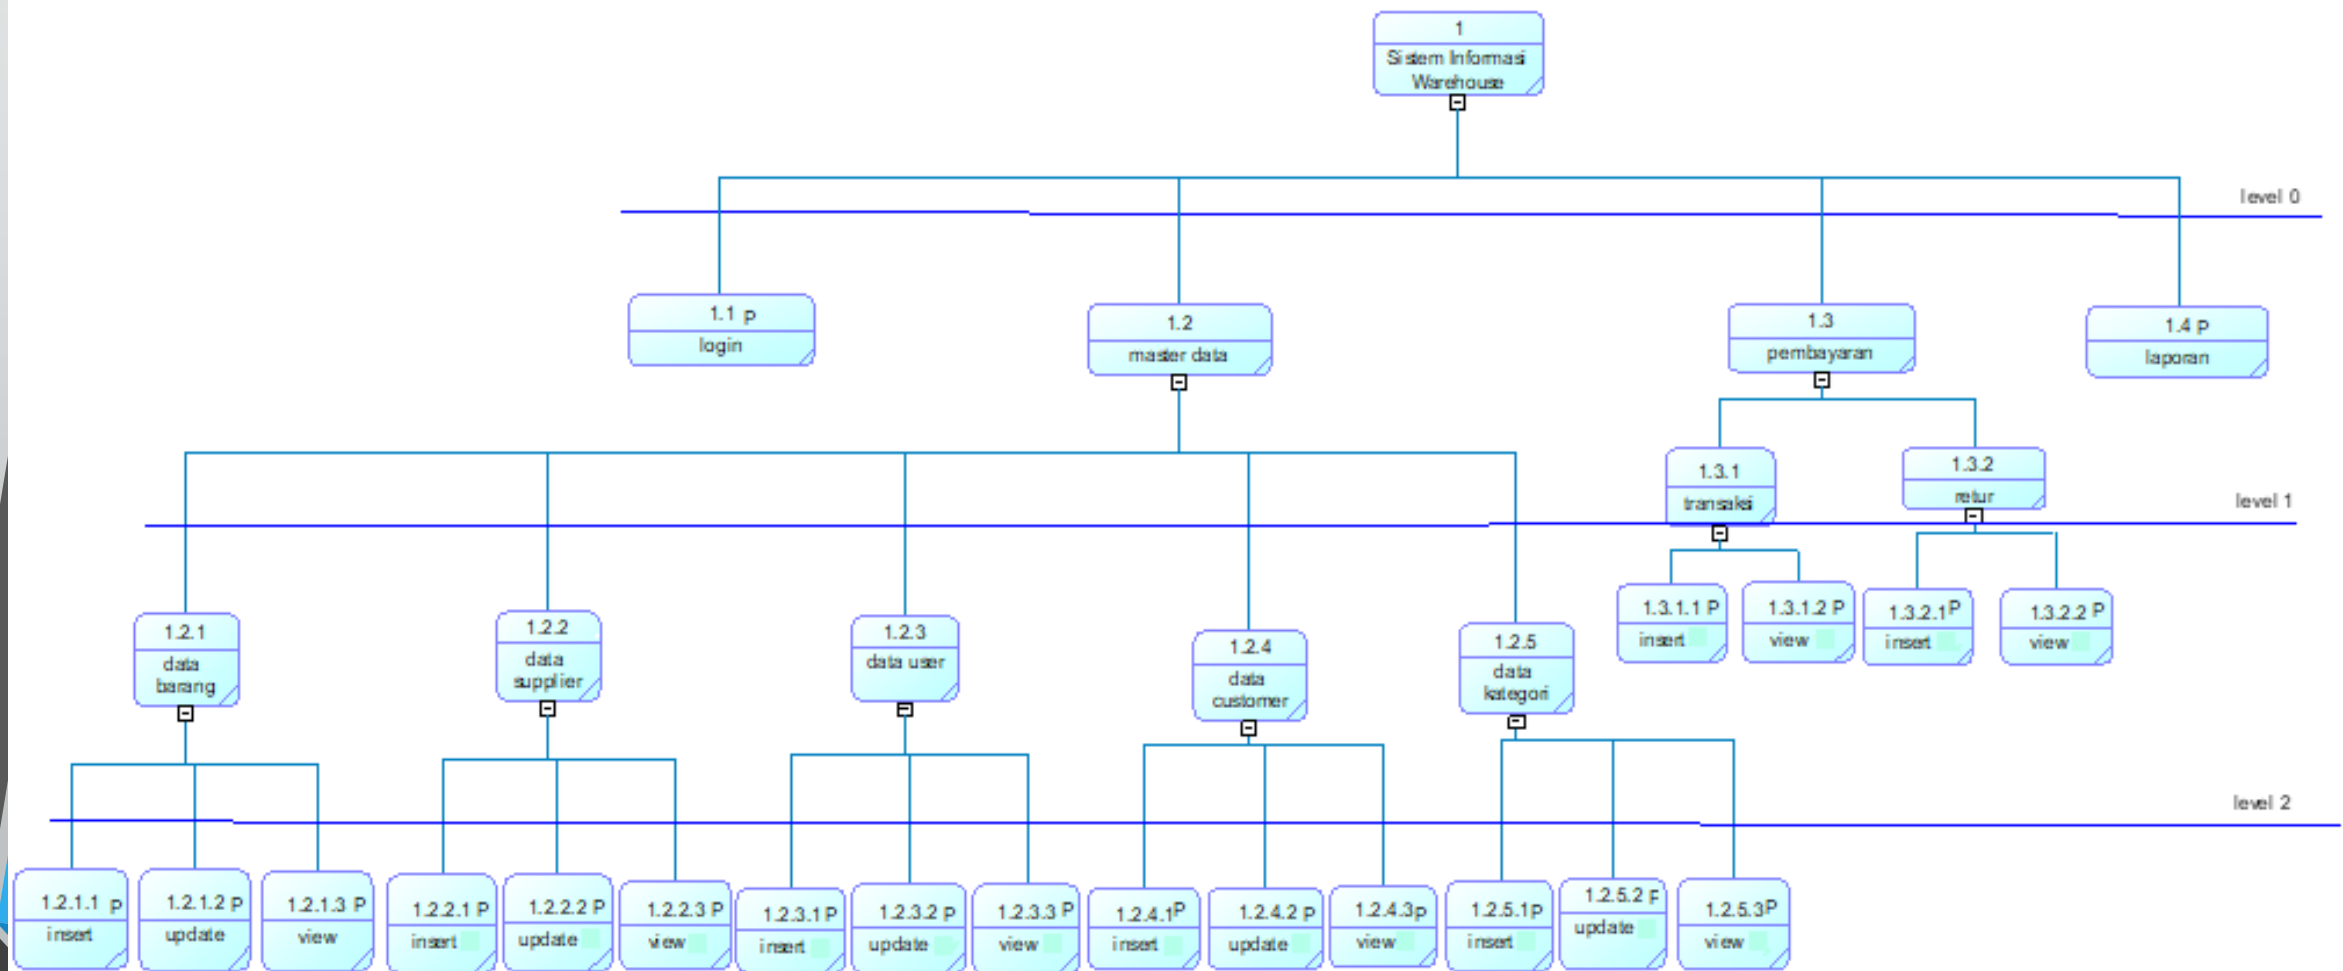 1
Sistem Informasi
Warehouse
level 0
1.1 P
login
1.2
master data
1.3
pembayaran
1.4 P
laporan
1.3.1
transaksi
1.3.2
retur
level 1
1.3.1.1 P
insert
1.3.1.2 P
view
1.3.2.1 P
insert
1.3.2.2 P
view
1.2.1
data
barang
1.2.2
data
supplier
1.2.3
data user
1.2.4
data
customer
1.2.5
data
kategori
level 2
1.2.1.1 P
insert
1.2.1.2 P
update
1.2.1.3 P
view
1.2.2.1 P
insert
1.2.2.2 P
update
1.2.2.3 P
view
1.2.3.1 P
insert
1.2.3.2 P
update
1.2.3.3 P
view
1.2.4.1 P
insert
1.2.4.2 P
update
1.2.4.3 P
view
1.2.5.1 P
insert
1.2.5.2 P
update
1.2.5.3 P
view